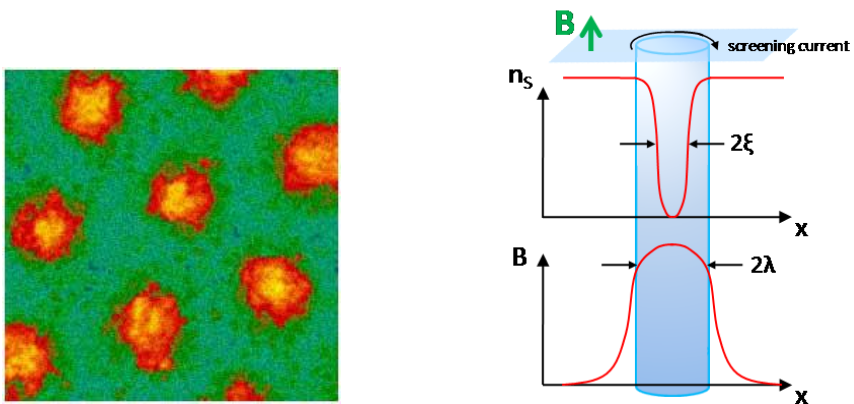 B
screening current
nS
2ξ
x
B
2λ
x